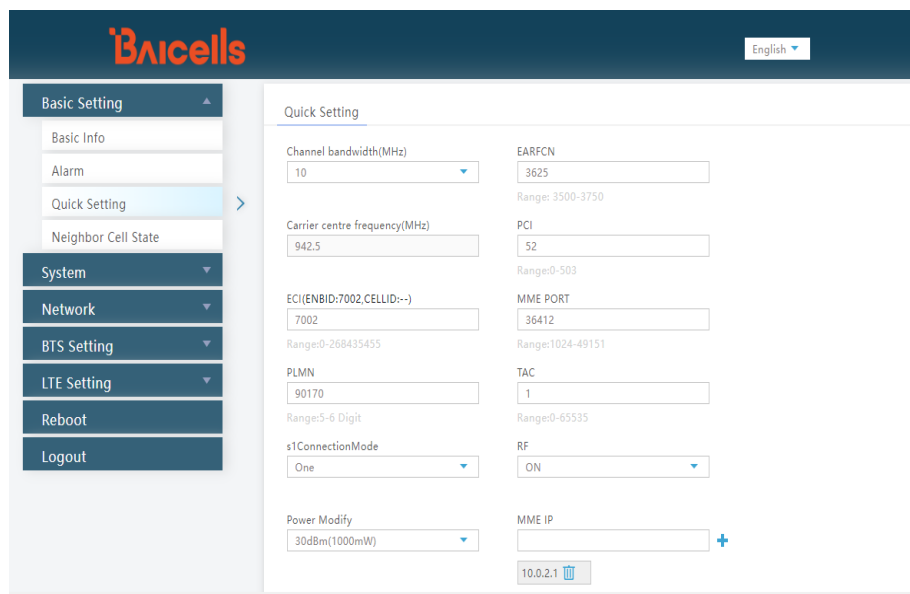 BAICELLS
English
Basic Setting
Basic Info
Alarm
Quick Setting
Neighbor Cell State
System
Network
BTS Setting
LTE Setting
Reboot
Logout
Quick Setting
Channel bandwidth(MHz)
10
EARFCN
3625
Range: 3500-3750
Carrier centre frequency(MHz)
942.5
PCI
52
Range:0-503
ECI(ENBID:7002,CELLID:--)
7002
Range:0-268435455
MME PORT
36412
Range:1024-49151
PLMN
90170
Range:5-6 Digit
TAC
1
Range:0-65535
s1ConnectionMode
One
RF
ON
Power Modify
30dBm(1000mW)
MME IP
10.0.2.1